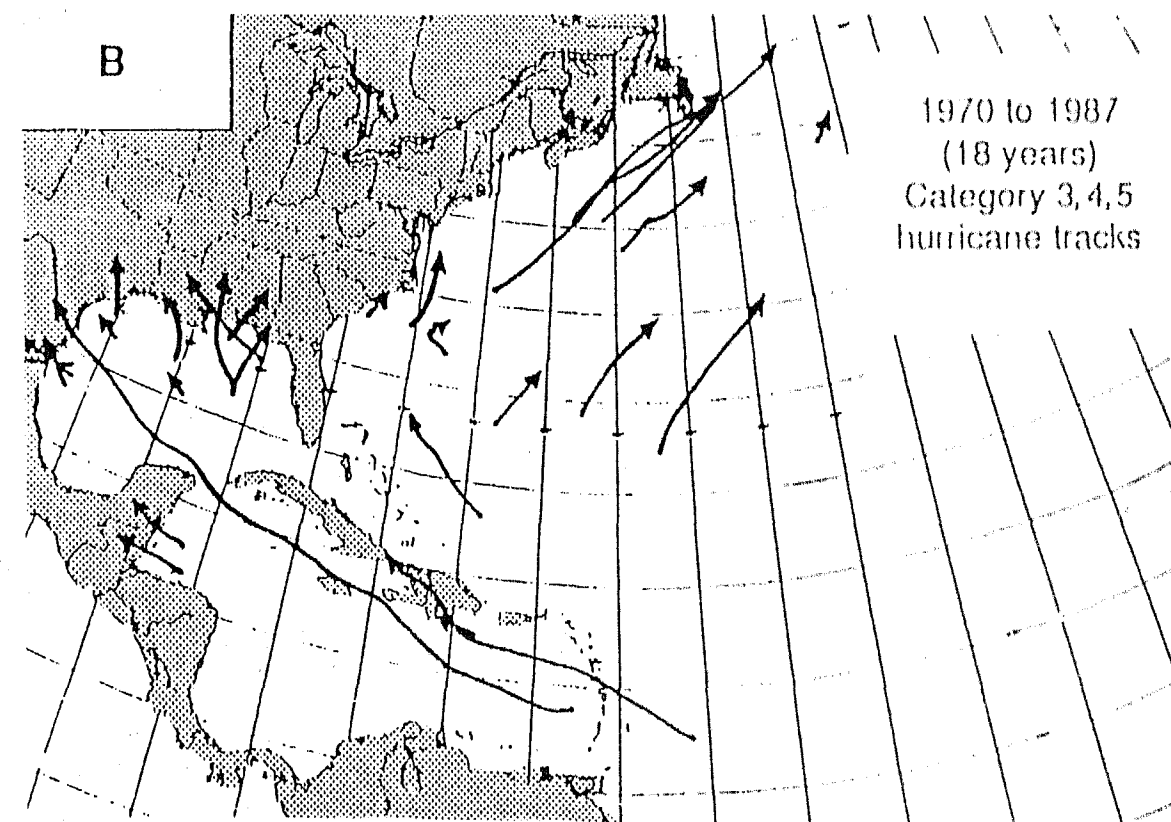 B
1970 to 1987
(18 years)
Category 3, 4, 5
hurricane tracks